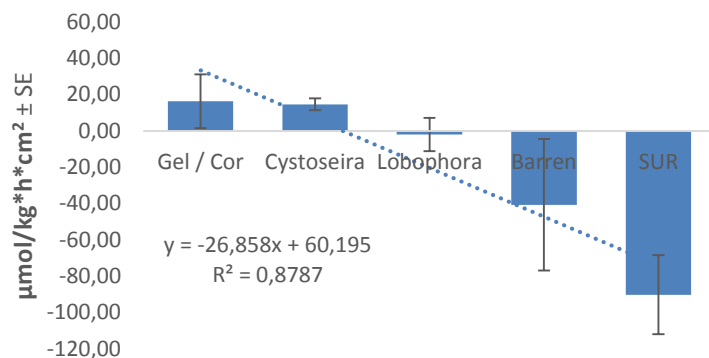 60,00
40,00
20,00
0,00
-20,00
-40,00
-60,00
-80,00
-100,00
-120,00
µmol/kg*h*cm² ± SE
Gel / Cor Cystoseira Lobophora Barren SUR
y = -26,858x + 60,195
R² = 0,8787